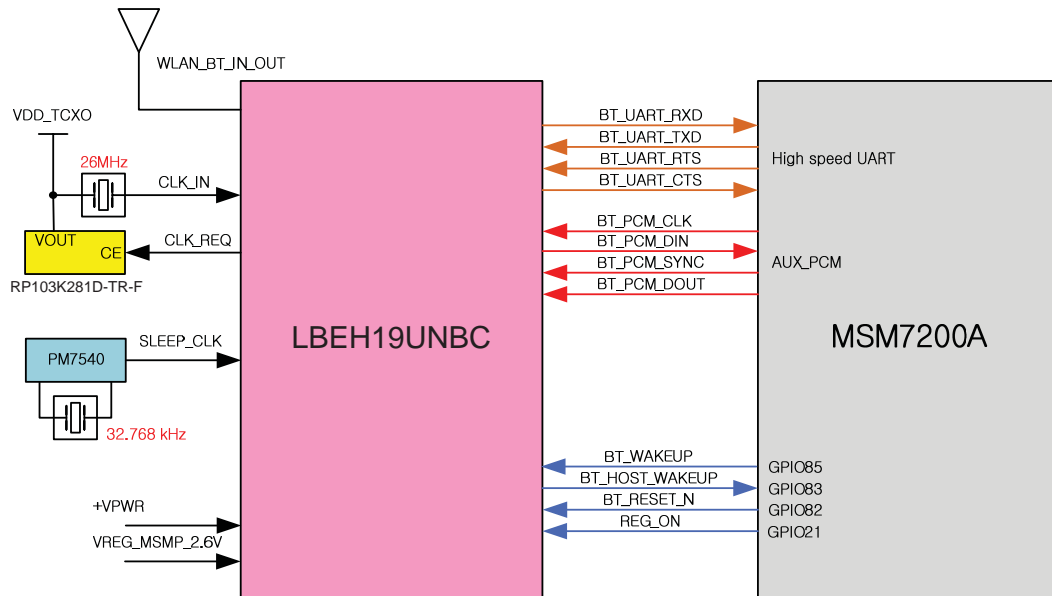 WLAN_BT_IN_OUT
VDD_TCXO
26MHz
CLK_IN
VOUT
CE
CLK_REQ
RP103K281D-TR-F
PM7540
SLEEP_CLK
32.768 kHz
+VPWR
VREG_MSMP_2.6V
LBEH19UNBC
BT_UART_RXD
BT_UART_TXD
BT_UART_RTS
BT_UART_CTS
High speed UART
BT_PCM_CLK
BT_PCM_DIN
BT_PCM_SYNC
BT_PCM_DOUT
AUX_PCM
MSM7200A
BT_WAKEUP
GPIO85
BT_HOST_WAKEUP
GPIO83
BT_RESET_N
GPIO82
REG_ON
GPIO21